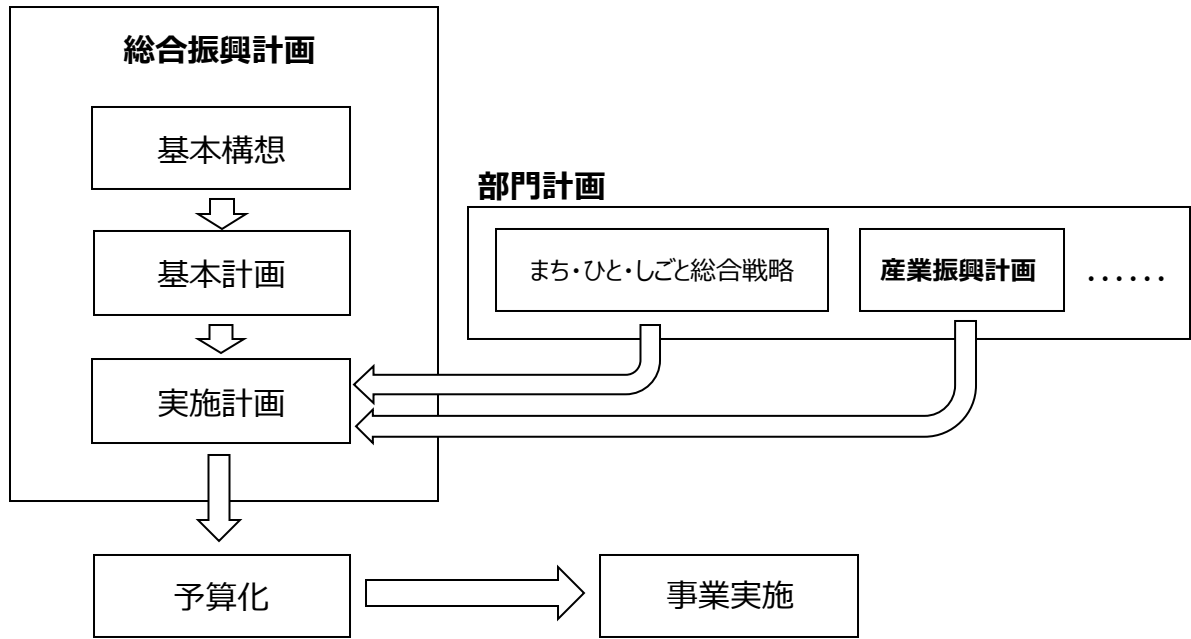 総合振興計画
基本構想
基本計画
実施計画
部門計画
まち・ひと・しごと総合戦略
産業振興計画
……
予算化
事業実施